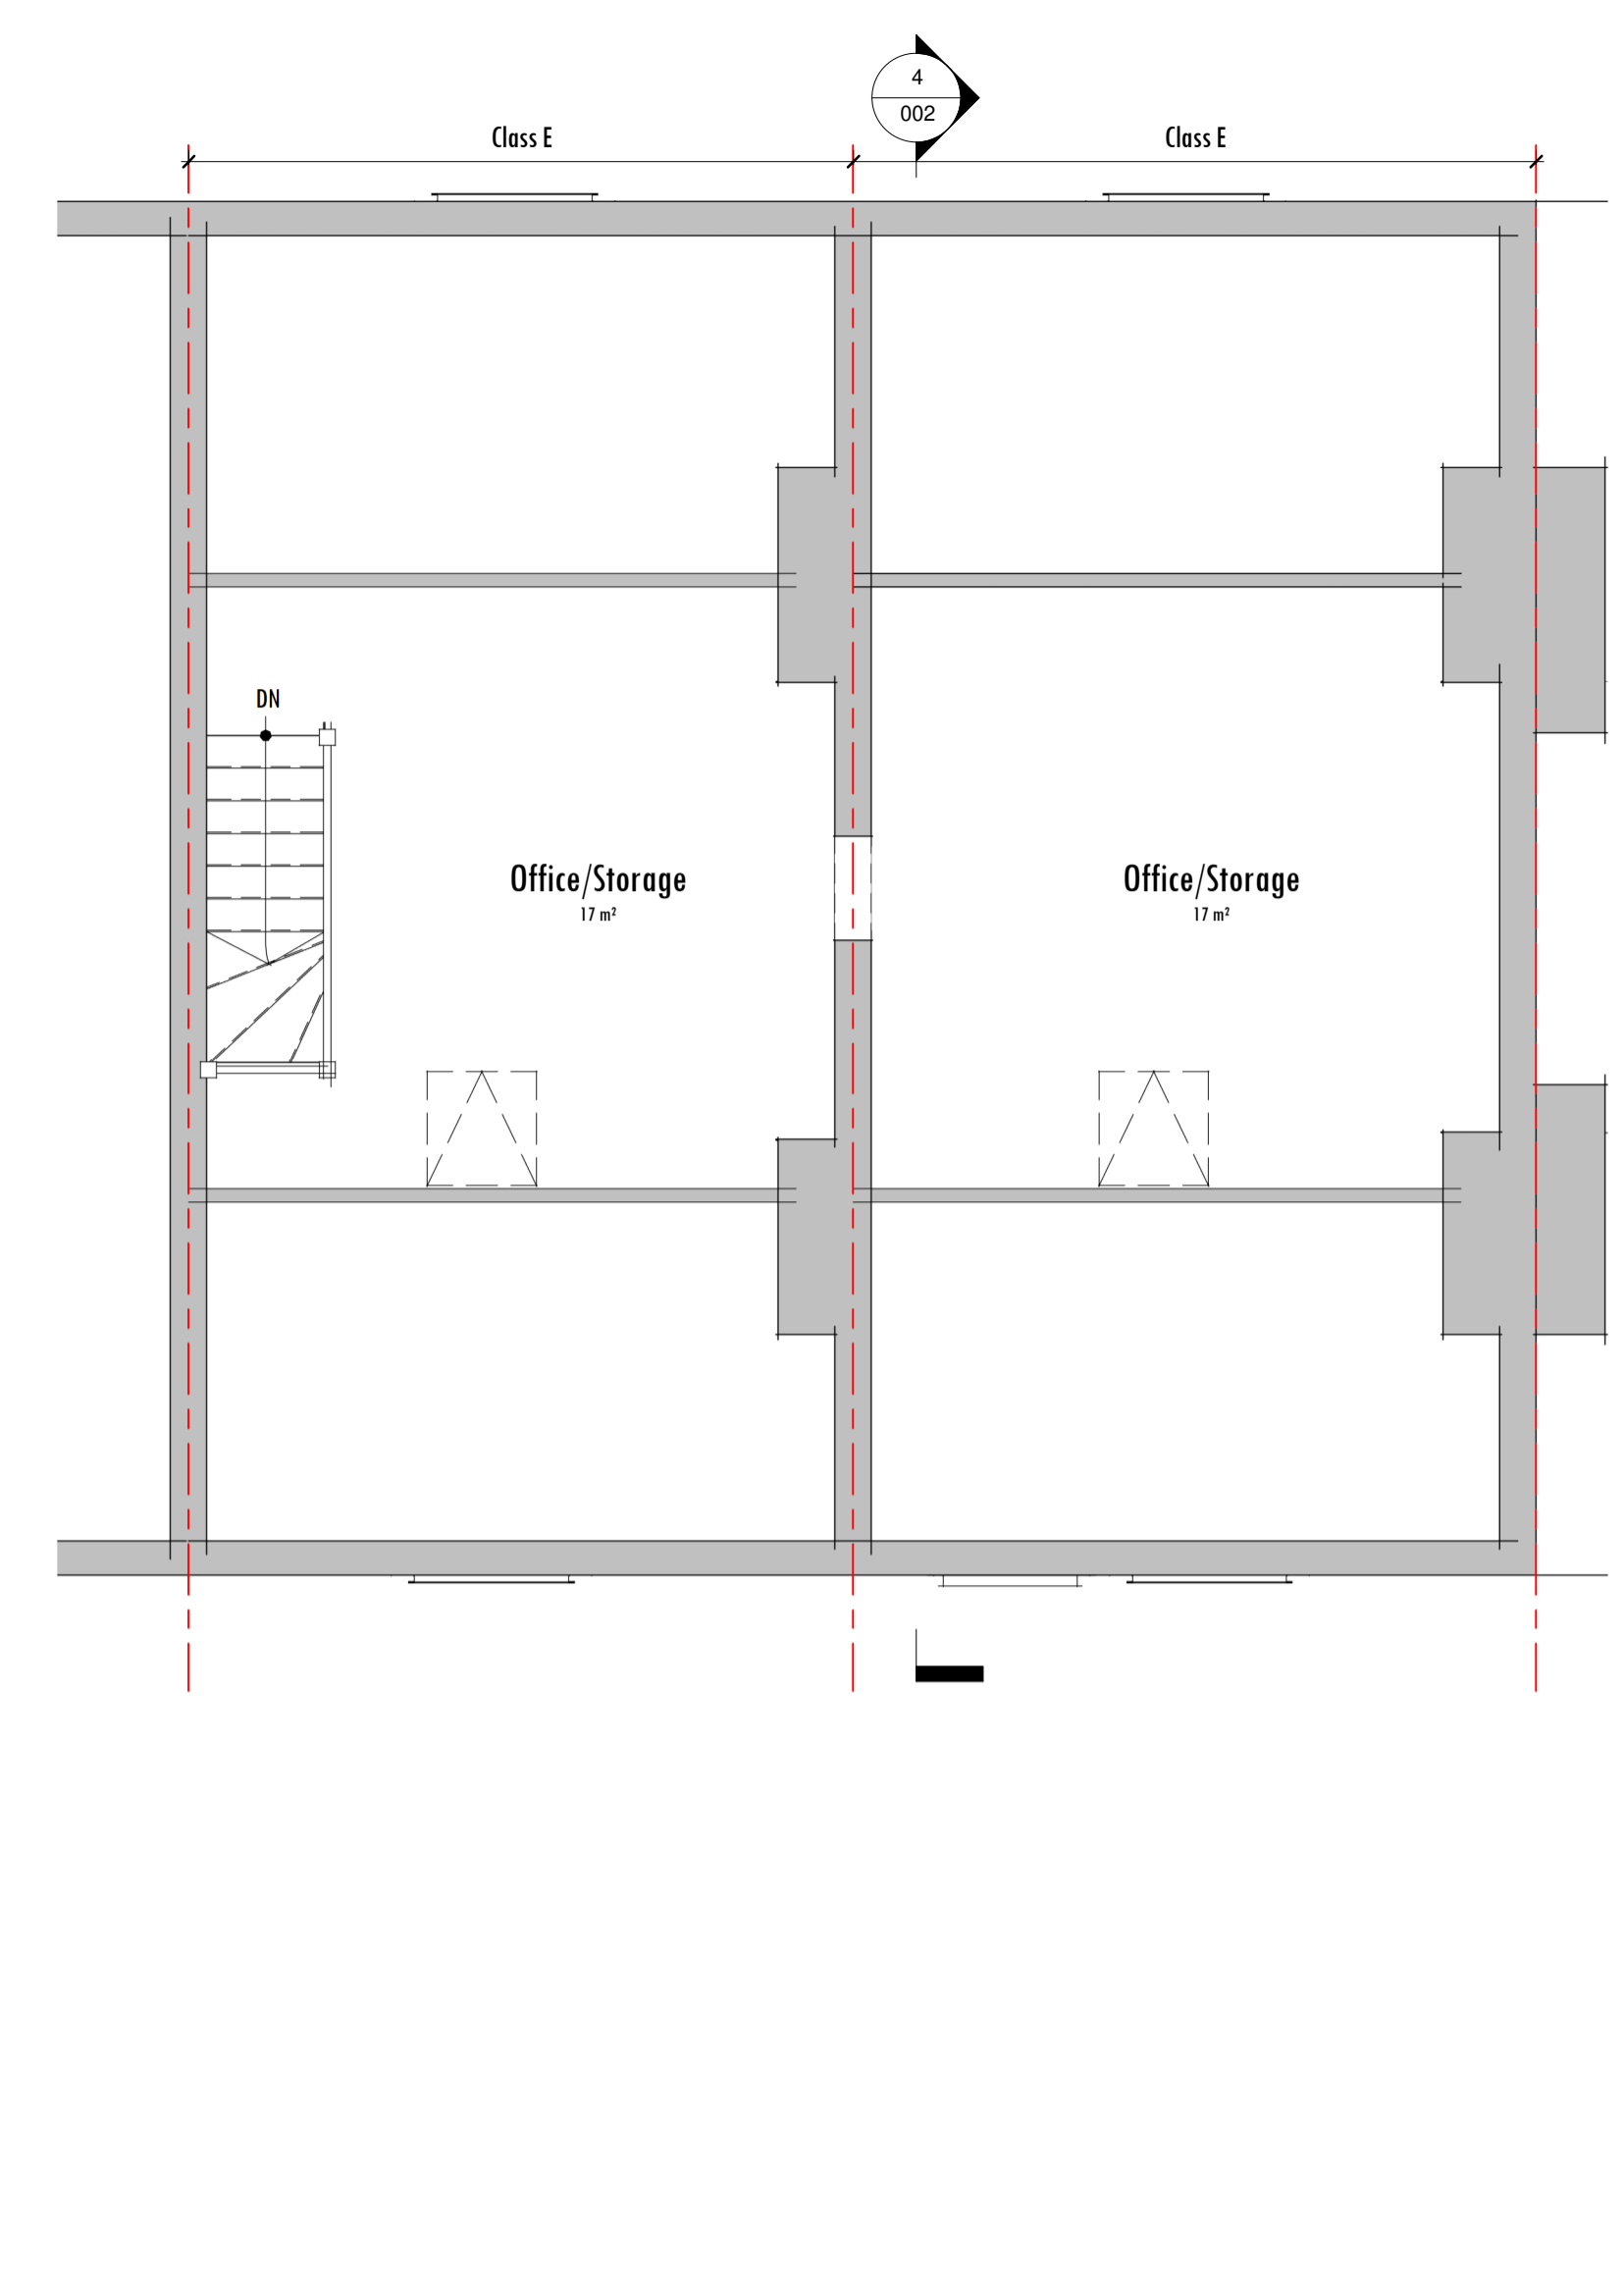 4
002
Class E
Class E
DN
Office/Storage
17 m²
Office/Storage
17 m²